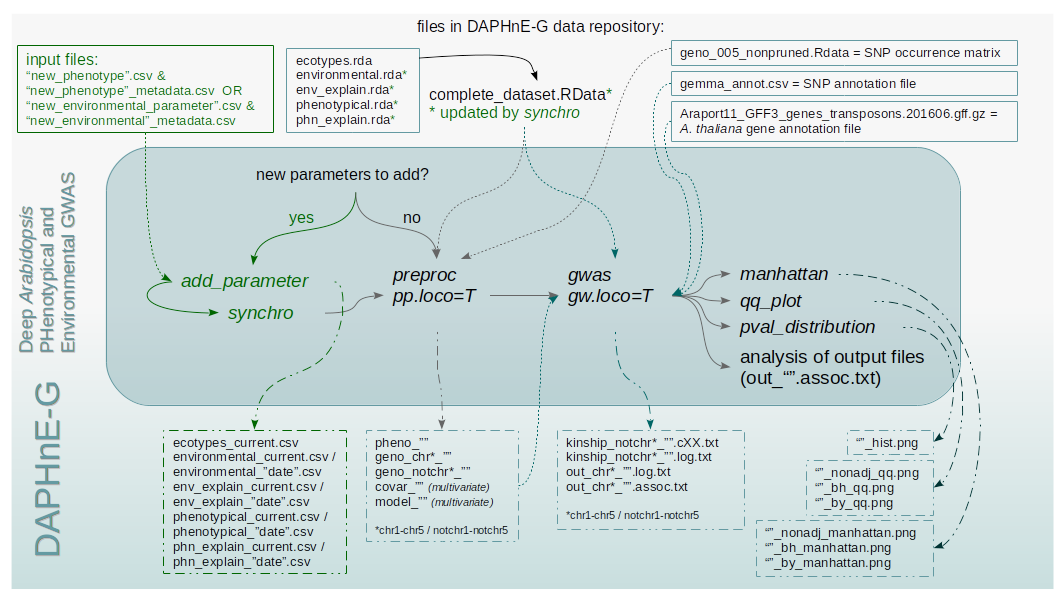 files in DAPHnE-G data repository:
input files:
“new_phenotype”.csv &
“new_phenotype”_metadata.csv OR
“new_environmental_parameter”.csv &
“new_environmental”_metadata.csv
ecotypes.rda
environmental.rda*
env_explain.rda*
phenotypical.rda*
phn_explain.rda*
complete_dataset.RData*
* updated by synchro
geno_005_nonpruned.Rdata = SNP occurrence matrix
gemma_annot.csv = SNP annotation file
Araport11_GFF3_genes_transposons.201606.gff.gz =
A. thaliana gene annotation file
DAPHnE-G
Deep Arabidopsis
PHenotypical and
Environmental GWAS
new parameters to add?
yes
no
add_parameter
synchro
preproc
pp.loco=T
gwas
gw.loco=T
manhattan
qq_plot
pval_distribution
analysis of output files
(out_“”.assoc.txt)
ecotypes_current.csv
environmental_current.csv /
environmental_”date”.csv
env_explain_current.csv /
env_explain_”date”.csv
phenotypical_current.csv /
phenotypical_”date”.csv
phn_explain_current.csv /
phn_explain_”date”.csv
pheno_””
geno_chr*_””
geno_notchr*_””
covar_”” (multivariate)
model_”” (multivariate)
*chr1-chr5 / notchr1-notchr5
kinship_notchr*_””.cXX.txt
kinship_notchr*_””.log.txt
out_chr*_””.log.txt
out_chr*_””.assoc.txt
*chr1-chr5 / notchr1-notchr5
“”_hist.png
“”_nonadj_qq.png
“”_bh_qq.png
“”_by_qq.png
“”_nonadj_manhattan.png
“”_bh_manhattan.png
“”_by_manhattan.png